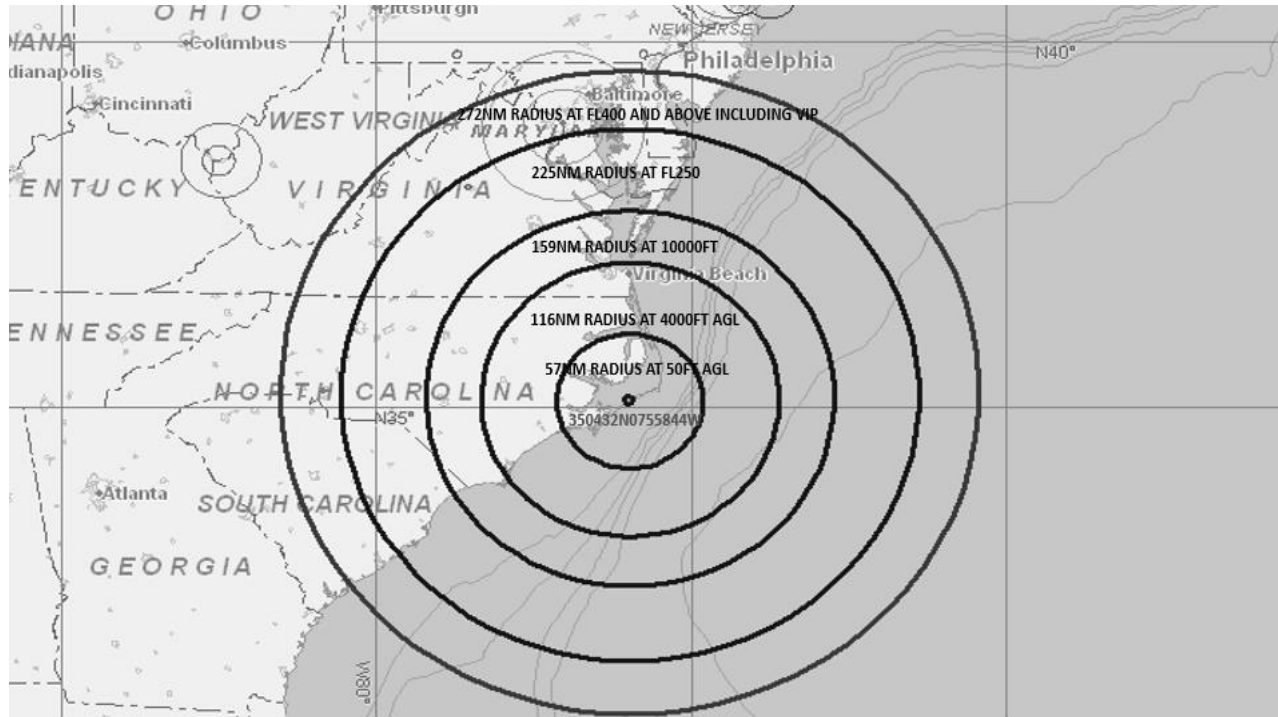 OHIO
Pittsburgh
NEW JERSEY
IANA
Columbus
Philadelphia
N40°
dianapolis
Cincinnati
Baltimore
272NM RADIUS AT FL400 AND ABOVE INCLUDING VIP
WEST VIRGINIA
MARYLA
225NM RADIUS AT FL250
ENTUCKY
VIRGINIA
159NM RADIUS AT 10000FT
Virginia Beach
116NM RADIUS AT 4000FT AGL
ENNESSEE
57NM RADIUS AT 50FT AGL
NORTH CAROLINA
N35°
350432N0755844W
Atlanta
SOUTH CAROLINA
GEORGIA
W80°